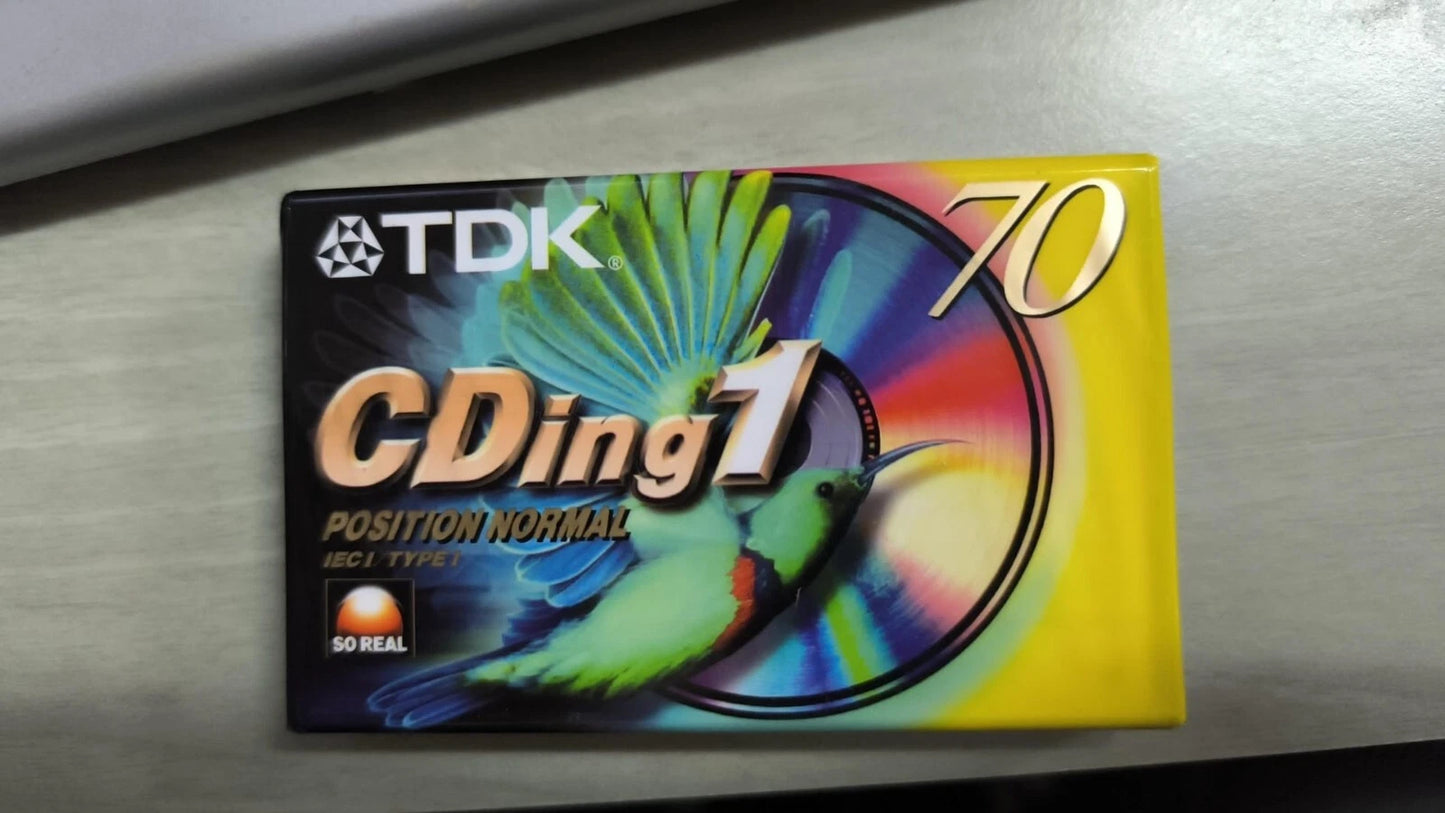 TDK®
70
CDing1
POSITION NORMAL
IEC I/TYPE I
SO REAL